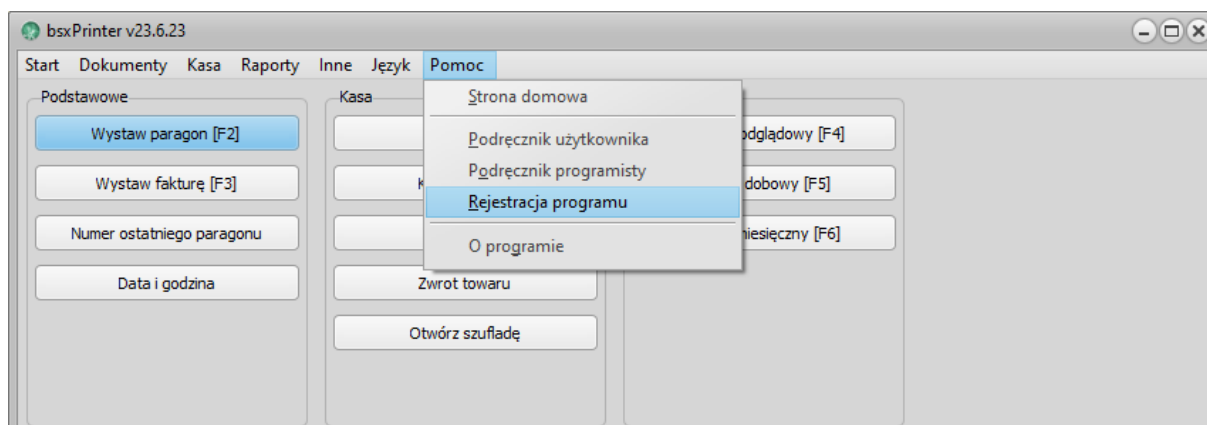 bsxPrinter v23.6.23
Start Dokumenty Kasa Raporty Inne Język Pomoc
Podstawowe
Wystaw paragon [F2]
Wystaw fakturę [F3]
Numer ostatniego paragonu
Data i godzina
Kasa
Zwrot towaru
Otwórz szufladę
Strona domowa
Podręcznik użytkownika
Podręcznik programisty
Rejestracja programu
O programie
[F4]
dobowy [F5]
[F6]